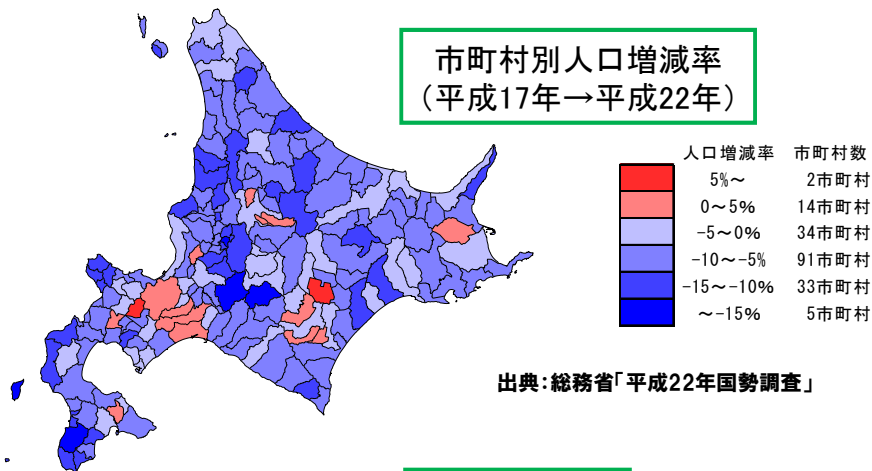 市町村別人口増減率
（平成17年→平成22年）
人口増減率 市町村数
5%～ 2市町村
0～5% 14市町村
-5～0% 34市町村
-10～-5% 91市町村
-15～-10% 33市町村
～-15% 5市町村
出典：総務省「平成22年国勢調査」